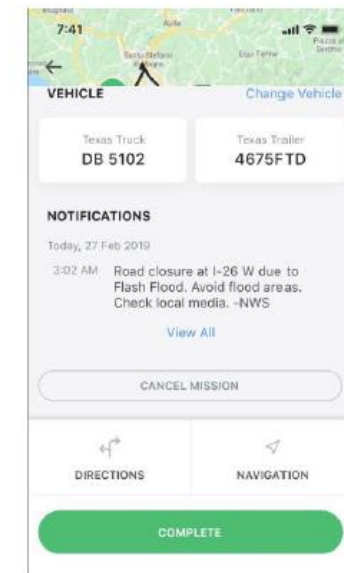 7:41
VEHICLE
Change Vehicle
Texas Truck
DB 5102
Texas Trailer
4675FTD
NOTIFICATIONS
Today, 27 Feb 2019
3:02 AM
Road closure at I-26 W due to
Flash Flood. Avoid flood areas.
Check local media. -NWS
View All
CANCEL MISSION
DIRECTIONS
NAVIGATION
COMPLETE